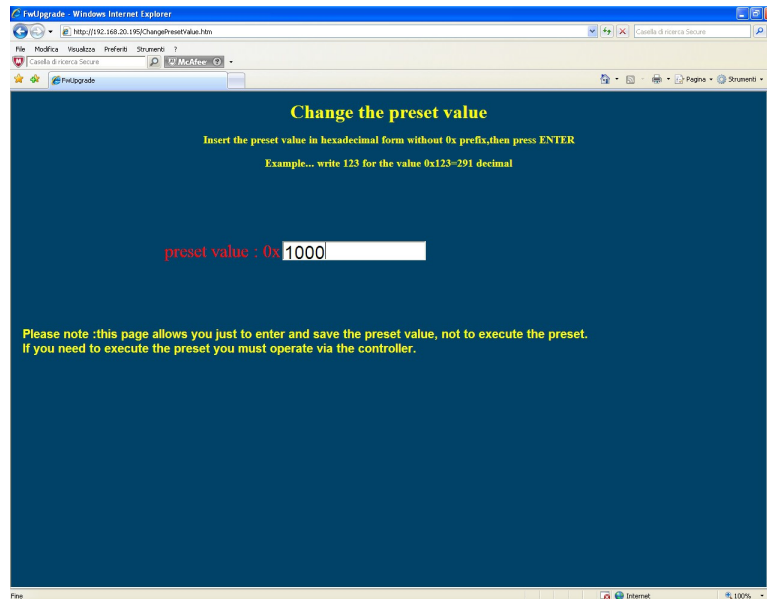 FwUpgrade - Windows Internet Explorer
http://192.168.20.195/ChangePresetValue.htm
Casella di ricerca Secure
File Modifica Visualizza Preferiti Strumenti ?
Casella di ricerca Secure McAfee
FwUpgrade Pagina Strumenti
Change the preset value
Insert the preset value in hexadecimal form without 0x prefix,then press ENTER
Example... write 123 for the value 0x123=291 decimal
preset value : 0x 1000
Please note :this page allows you just to enter and save the preset value, not to execute the preset.
If you need to execute the preset you must operate via the controller.
Fine Internet 100%